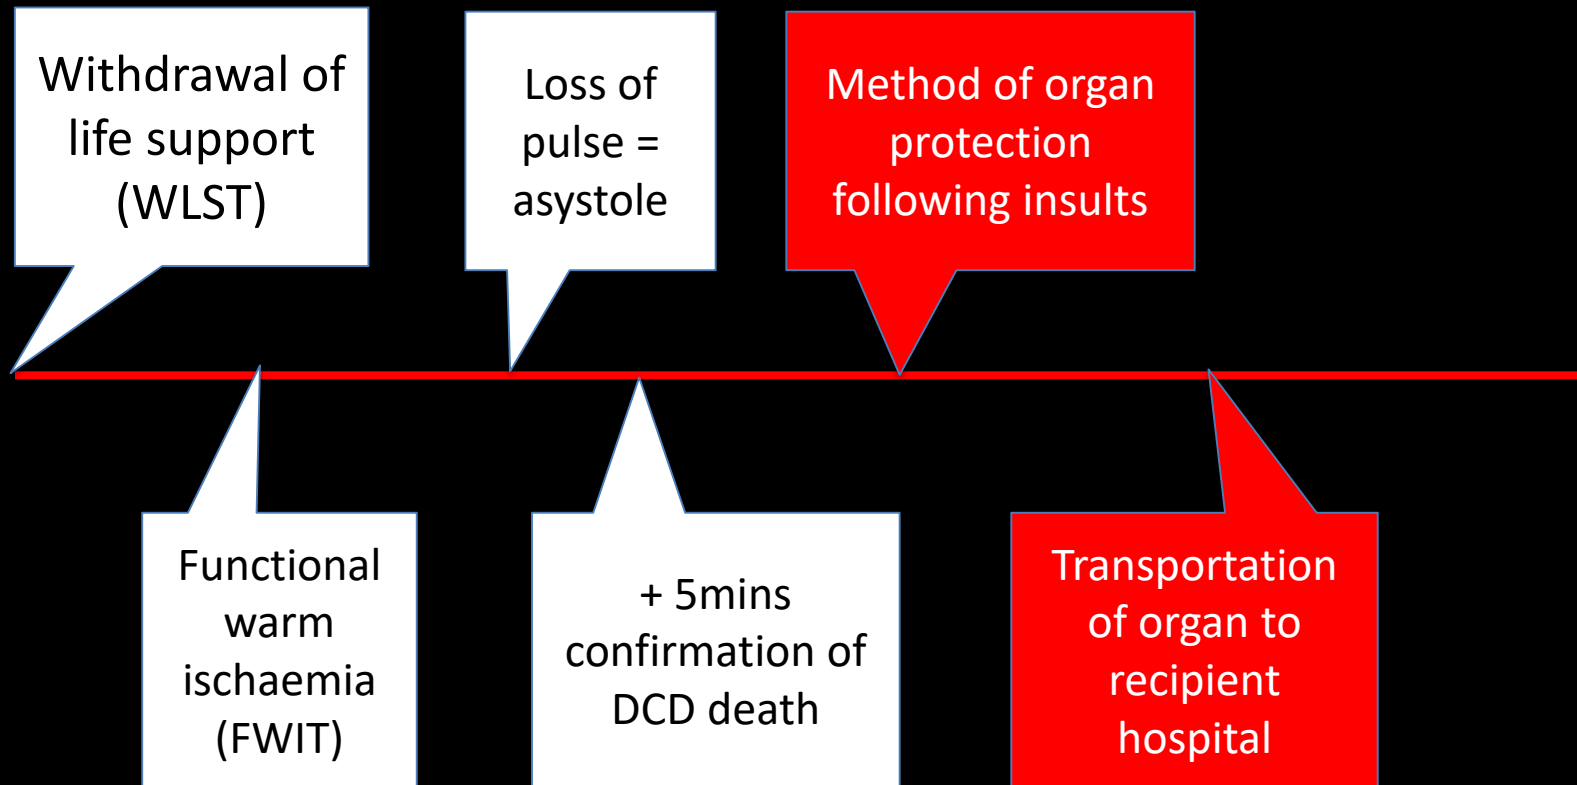 Withdrawal of
life support
(WLST)
Loss of
pulse =
asystole
Method of organ
protection
following insults
Functional
warm
ischaemia
(FWIT)
+ 5mins
confirmation of
DCD death
Transportation
of organ to
recipient
hospital